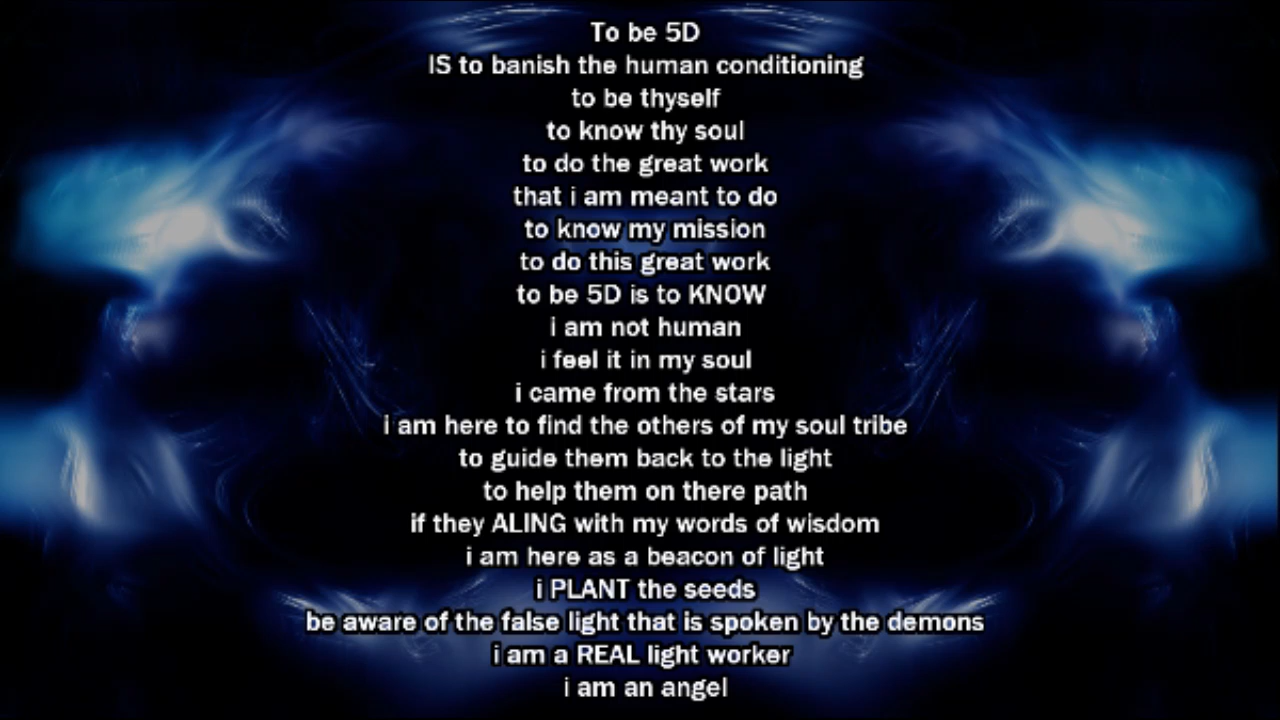 To be 5D
IS to banish the human conditioning
to be thyself
to know thy soul
to do the great work
that i am meant to do
to know my mission
to do this great work
to be 5D is to KNOW
i am not human
i feel it in my soul
i came from the stars
i am here to find the others of my soul tribe
to guide them back to the light
to help them on there path
if they ALING with my words of wisdom
i am here as a beacon of light
i PLANT the seeds
be aware of the false light that is spoken by the demons
i am a REAL light worker
i am an angel